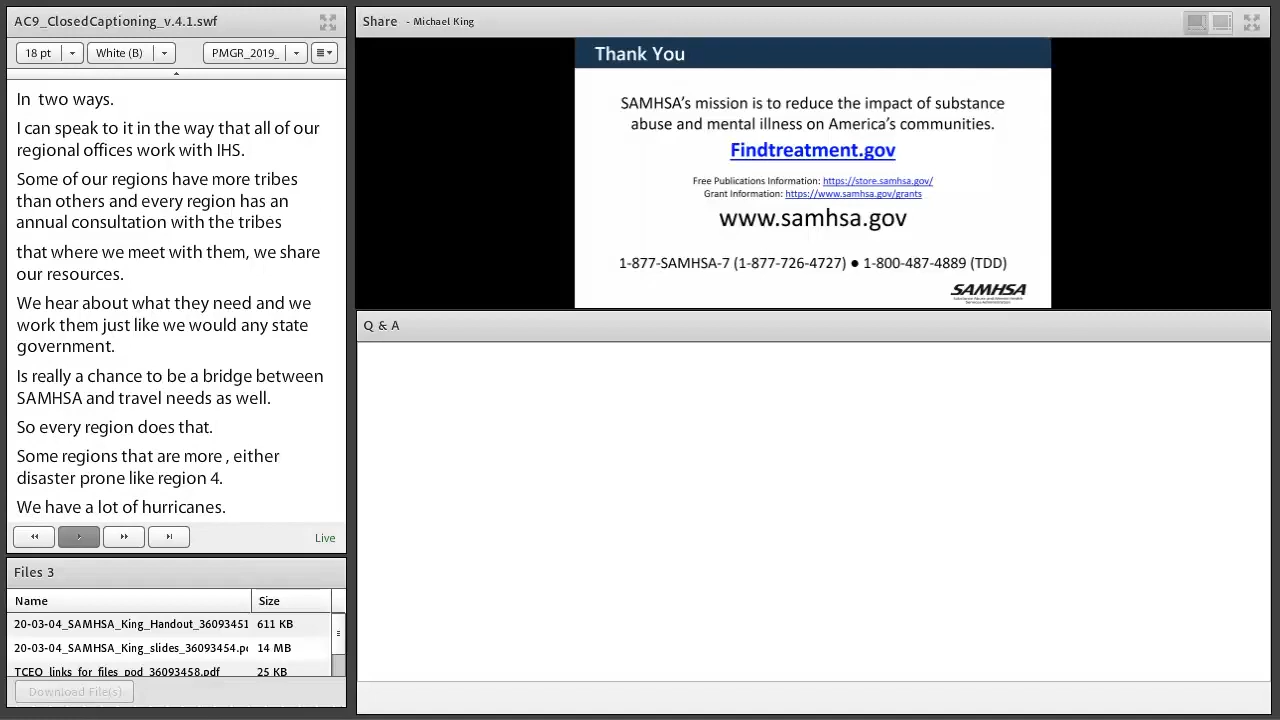 AC9_ClosedCaptioning_v.4.1.swf
18 pt
White (B)
PMGR_2019_
In two ways.
I can speak to it in the way that all of our
regional offices work with IHS.
Some of our regions have more tribes
than others and every region has an
annual consultation with the tribes
that where we meet with them, we share
our resources.
We hear about what they need and we
work them just like we would any state
government.
Is really a chance to be a bridge between
SAMHSA and travel needs as well.
So every region does that.
Some regions that are more , either
disaster prone like region 4.
We have a lot of hurricanes.
Live
Files 3
Name Size
20-03-04_SAMHSA_King_Handout_36093451 611 KB
20-03-04_SAMHSA_King_slides_36093454.pc 14 MB
TCEO_links_for_files_pod_36093458.pdf 25 KB
Download File(s)
Share - Michael King
Thank You
SAMHSA's mission is to reduce the impact of substance
abuse and mental illness on America's communities.
Findtreatment.gov
Free Publications Information: https://store.samhsa.gov/
Grant Information: https://www.samhsa.gov/grants
www.samhsa.gov
1-877-SAMHSA-7 (1-877-726-4727) ● 1-800-487-4889 (TDD)
SAMHSA
Substance Abuse and Mental Health
Services Administration
Q & A